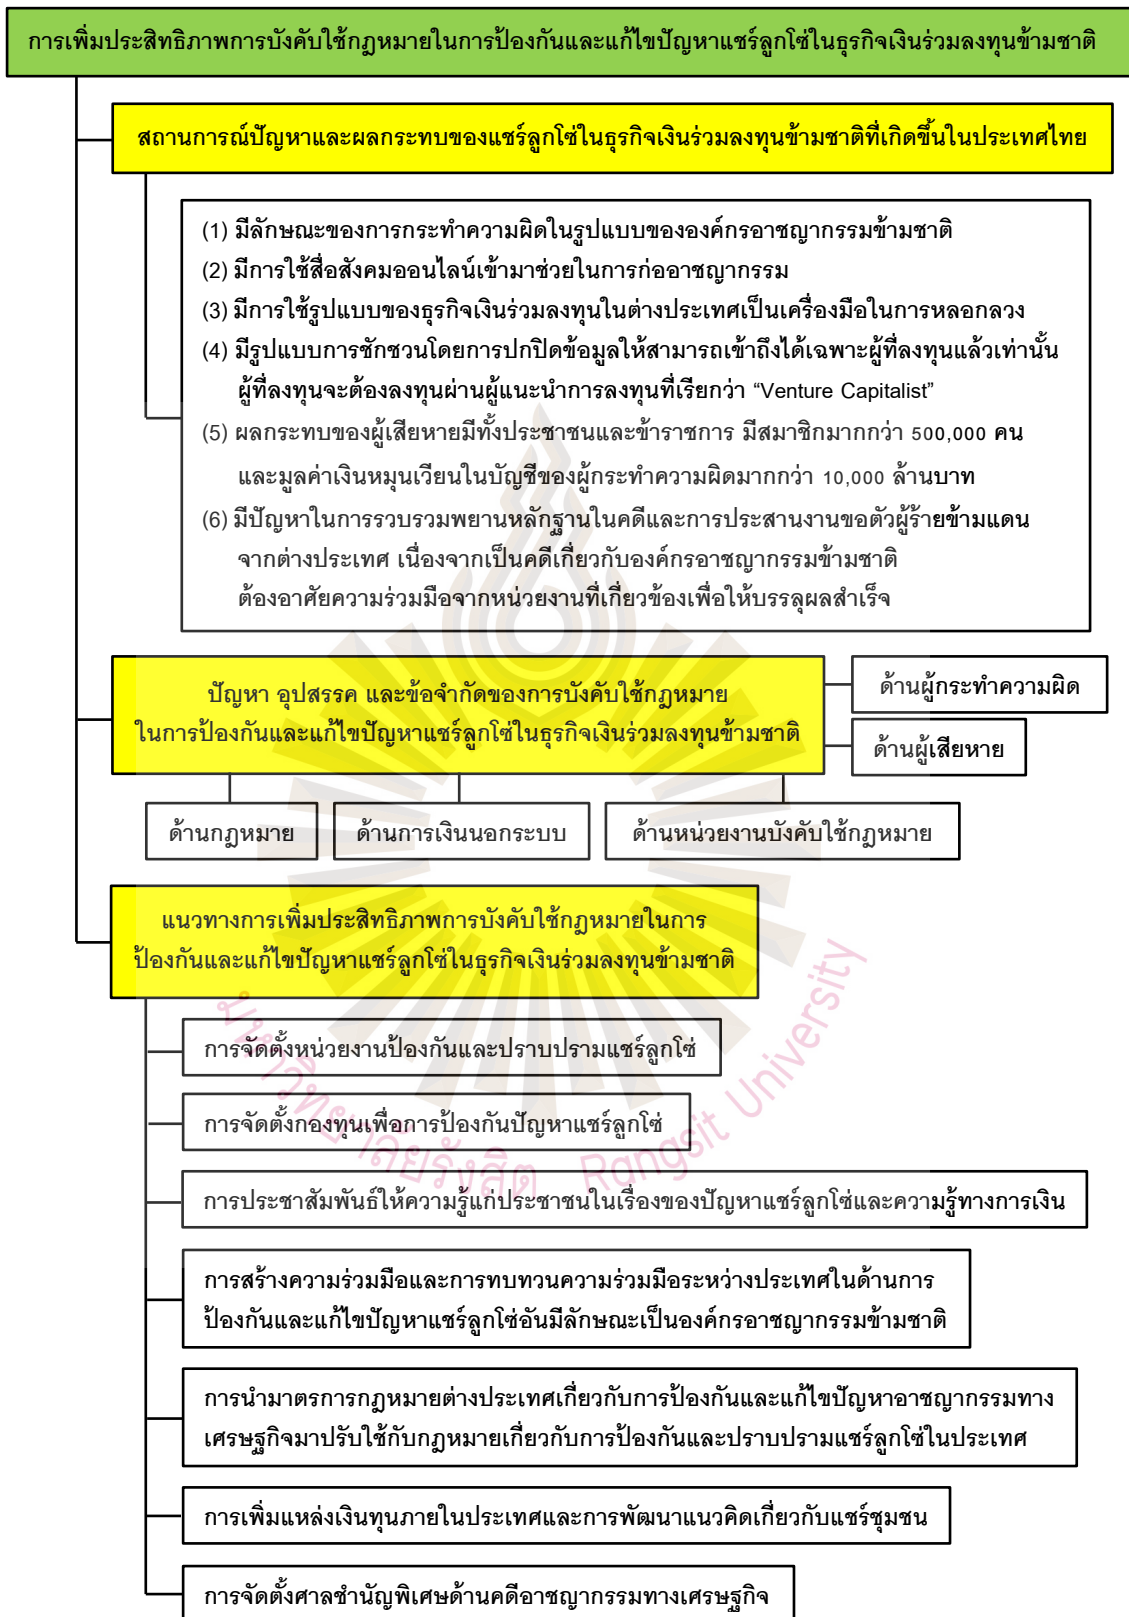 การเพิ่มประสิทธิภาพการบังคับใช้กฎหมายในการป้องกันและแก้ไขปัญหาแชร์ลูกโซ่ในธุรกิจเงินร่วมลงทุนข้ามชาติ
สถานการณ์ปัญหาและผลกระทบของแชร์ลูกโซ่ในธุรกิจเงินร่วมลงทุนข้ามชาติที่เกิดขึ้นในประเทศไทย
(1) มีลักษณะของการกระทำความผิดในรูปแบบขององค์กรอาชญากรรมข้ามชาติ
(2) มีการใช้สื่อสังคมออนไลน์เข้ามาช่วยในการก่ออาชญากรรม
(3) มีการใช้รูปแบบของธุรกิจเงินร่วมลงทุนในต่างประเทศเป็นเครื่องมือในการหลอกลวง
(4) มีรูปแบบการชักชวนโดยการปกปิดข้อมูลให้สามารถเข้าถึงได้เฉพาะผู้ที่ลงทุนแล้วเท่านั้น
ผู้ที่ลงทุนจะต้องลงทุนผ่านผู้แนะนำการลงทุนที่เรียกว่า “Venture Capitalist”
(5) ผลกระทบของผู้เสียหายมีทั้งประชาชนและข้าราชการ มีสมาชิกมากกว่า 500,000 คน
และมูลค่าเงินหมุนเวียนในบัญชีของผู้กระทำความผิดมากกว่า 10,000 ล้านบาท
(6) มีปัญหาในการรวบรวมพยานหลักฐานในคดีและการประสานงานขอตัวผู้ร้ายข้ามแดน
จากต่างประเทศ เนื่องจากเป็นคดีเกี่ยวกับองค์กรอาชญากรรมข้ามชาติ
ต้องอาศัยความร่วมมือจากหน่วยงานที่เกี่ยวข้องเพื่อให้บรรลุผลสำเร็จ
ปัญหา อุปสรรค และข้อจำกัดของการบังคับใช้กฎหมาย
ในการป้องกันและแก้ไขปัญหาแชร์ลูกโซ่ในธุรกิจเงินร่วมลงทุนข้ามชาติ
ด้านผู้กระทำความผิด
ด้านผู้เสียหาย
ด้านกฎหมาย
ด้านการเงินนอกระบบ
ด้านหน่วยงานบังคับใช้กฎหมาย
แนวทางการเพิ่มประสิทธิภาพการบังคับใช้กฎหมายในการ
ป้องกันและแก้ไขปัญหาแชร์ลูกโซ่ในธุรกิจเงินร่วมลงทุนข้ามชาติ
การจัดตั้งหน่วยงานป้องกันและปราบปรามแชร์ลูกโซ่
การจัดตั้งกองทุนเพื่อการป้องกันปัญหาแชร์ลูกโซ่
การประชาสัมพันธ์ให้ความรู้แก่ประชาชนในเรื่องของปัญหาแชร์ลูกโซ่และความรู้ทางการเงิน
การสร้างความร่วมมือและการทบทวนความร่วมมือระหว่างประเทศในด้านการ
ป้องกันและแก้ไขปัญหาแชร์ลูกโซ่อันมีลักษณะเป็นองค์กรอาชญากรรมข้ามชาติ
การนำมาตรการกฎหมายต่างประเทศเกี่ยวกับการป้องกันและแก้ไขปัญหาอาชญากรรมทาง
เศรษฐกิจมาปรับใช้กับกฎหมายเกี่ยวกับการป้องกันและปราบปรามแชร์ลูกโซ่ในประเทศ
การเพิ่มแหล่งเงินทุนภายในประเทศและการพัฒนาแนวคิดเกี่ยวกับแชร์ชุมชน
การจัดตั้งศาลชำนัญพิเศษด้านคดีอาชญากรรมทางเศรษฐกิจ
มหาวิทยาลัยรังสิต Rangsit University